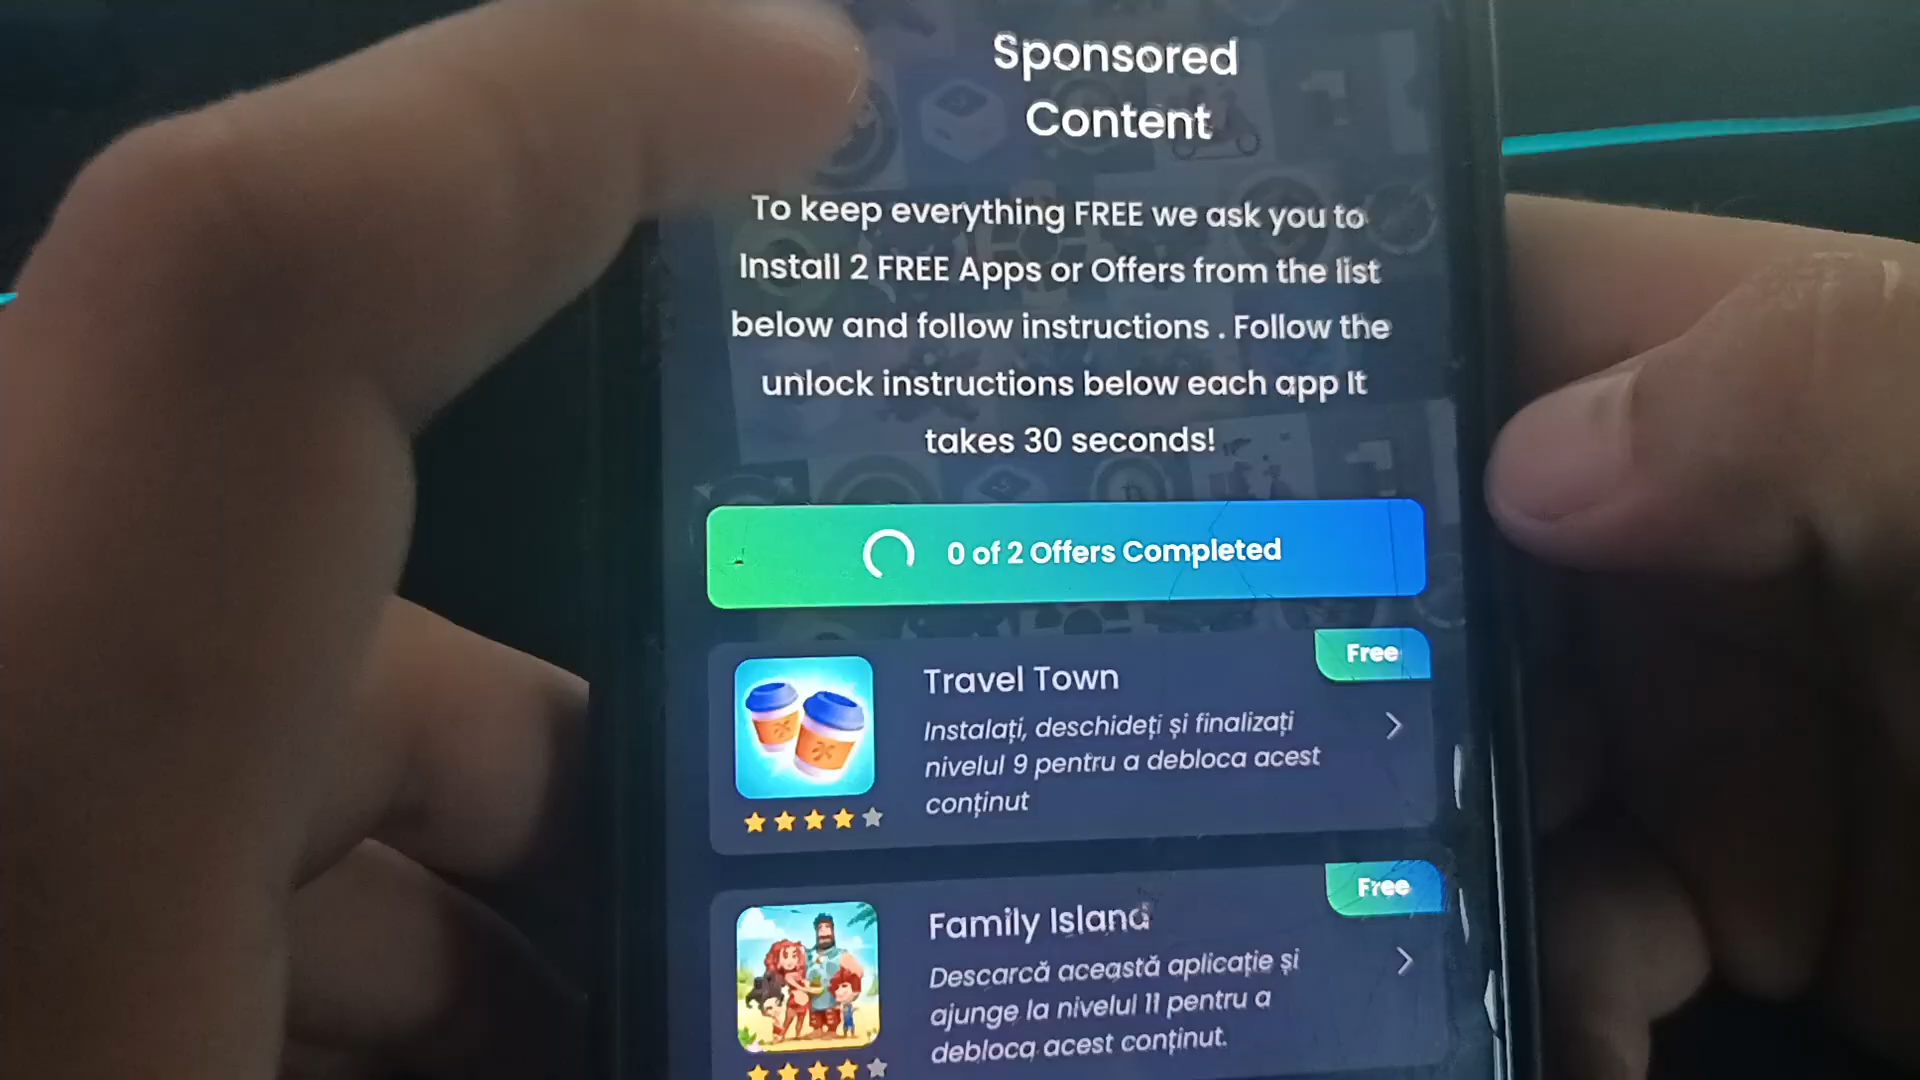 Sponsored
Content
To keep everything FREE we ask you to
Install 2 FREE Apps or Offers from the list
below and follow instructions . Follow the
unlock instructions below each app It
takes 30 seconds!
0 of 2 Offers Completed
Free
Travel Town
Instalați, deschideți și finalizați
nivelul 9 pentru a debloca acest
conținut
Free
Family Island
Descarcă această aplicație și
ajunge la nivelul 11 pentru a
debloca acest conținut.